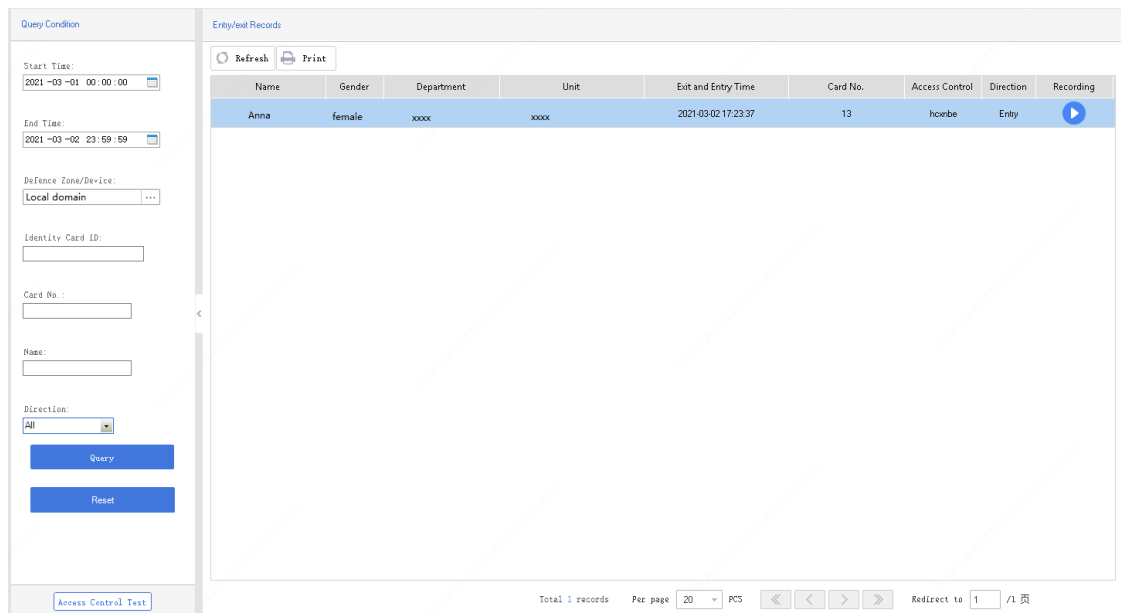 Query Condition
Entry/exit Records
Start Time:
2021-03-01 00:00:00
End Time:
2021-03-02 23:59:59
Defence Zone/Device:
Local domain
...
Identity Card ID:
Card No.:
Name:
Direction:
All
Query
Reset
Access Control Test
Refresh Print
Name Gender Department Unit Exit and Entry Time Card No. Access Control Direction Recording
Anna female xxxx xxxx 2021-03-02 17:23:37 13 hcxnbe Entry
Total 1 records Per page 20 PCS Redirect to 1 /1 页